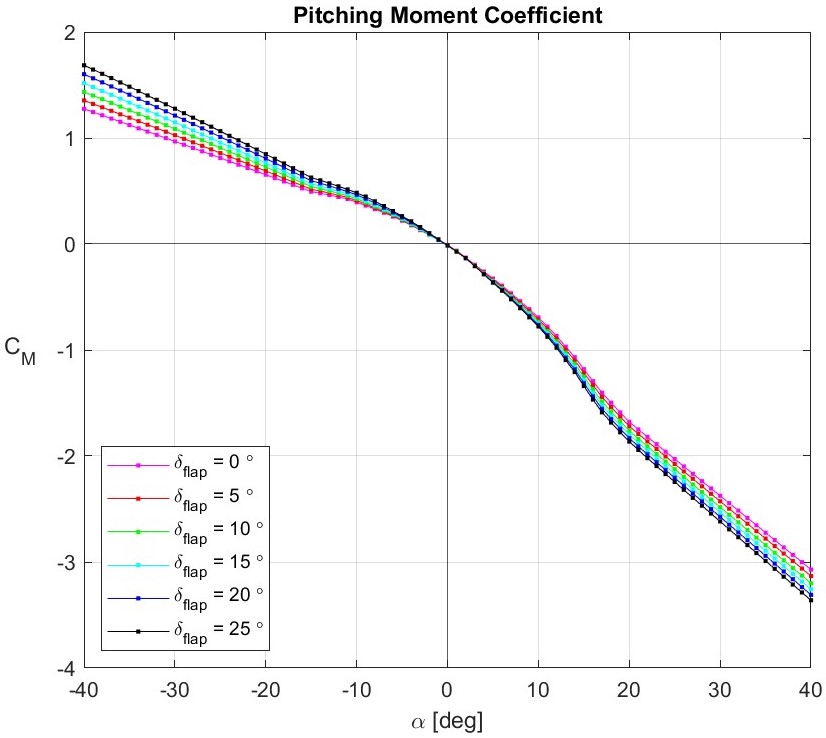 Pitching Moment Coefficient
2
1
0
-1
-2
-3
-4
C_M
δ_flap = 0 °
δ_flap = 5 °
δ_flap = 10 °
δ_flap = 15 °
δ_flap = 20 °
δ_flap = 25 °
-40 -30 -20 -10 0 10 20 30 40
α [deg]